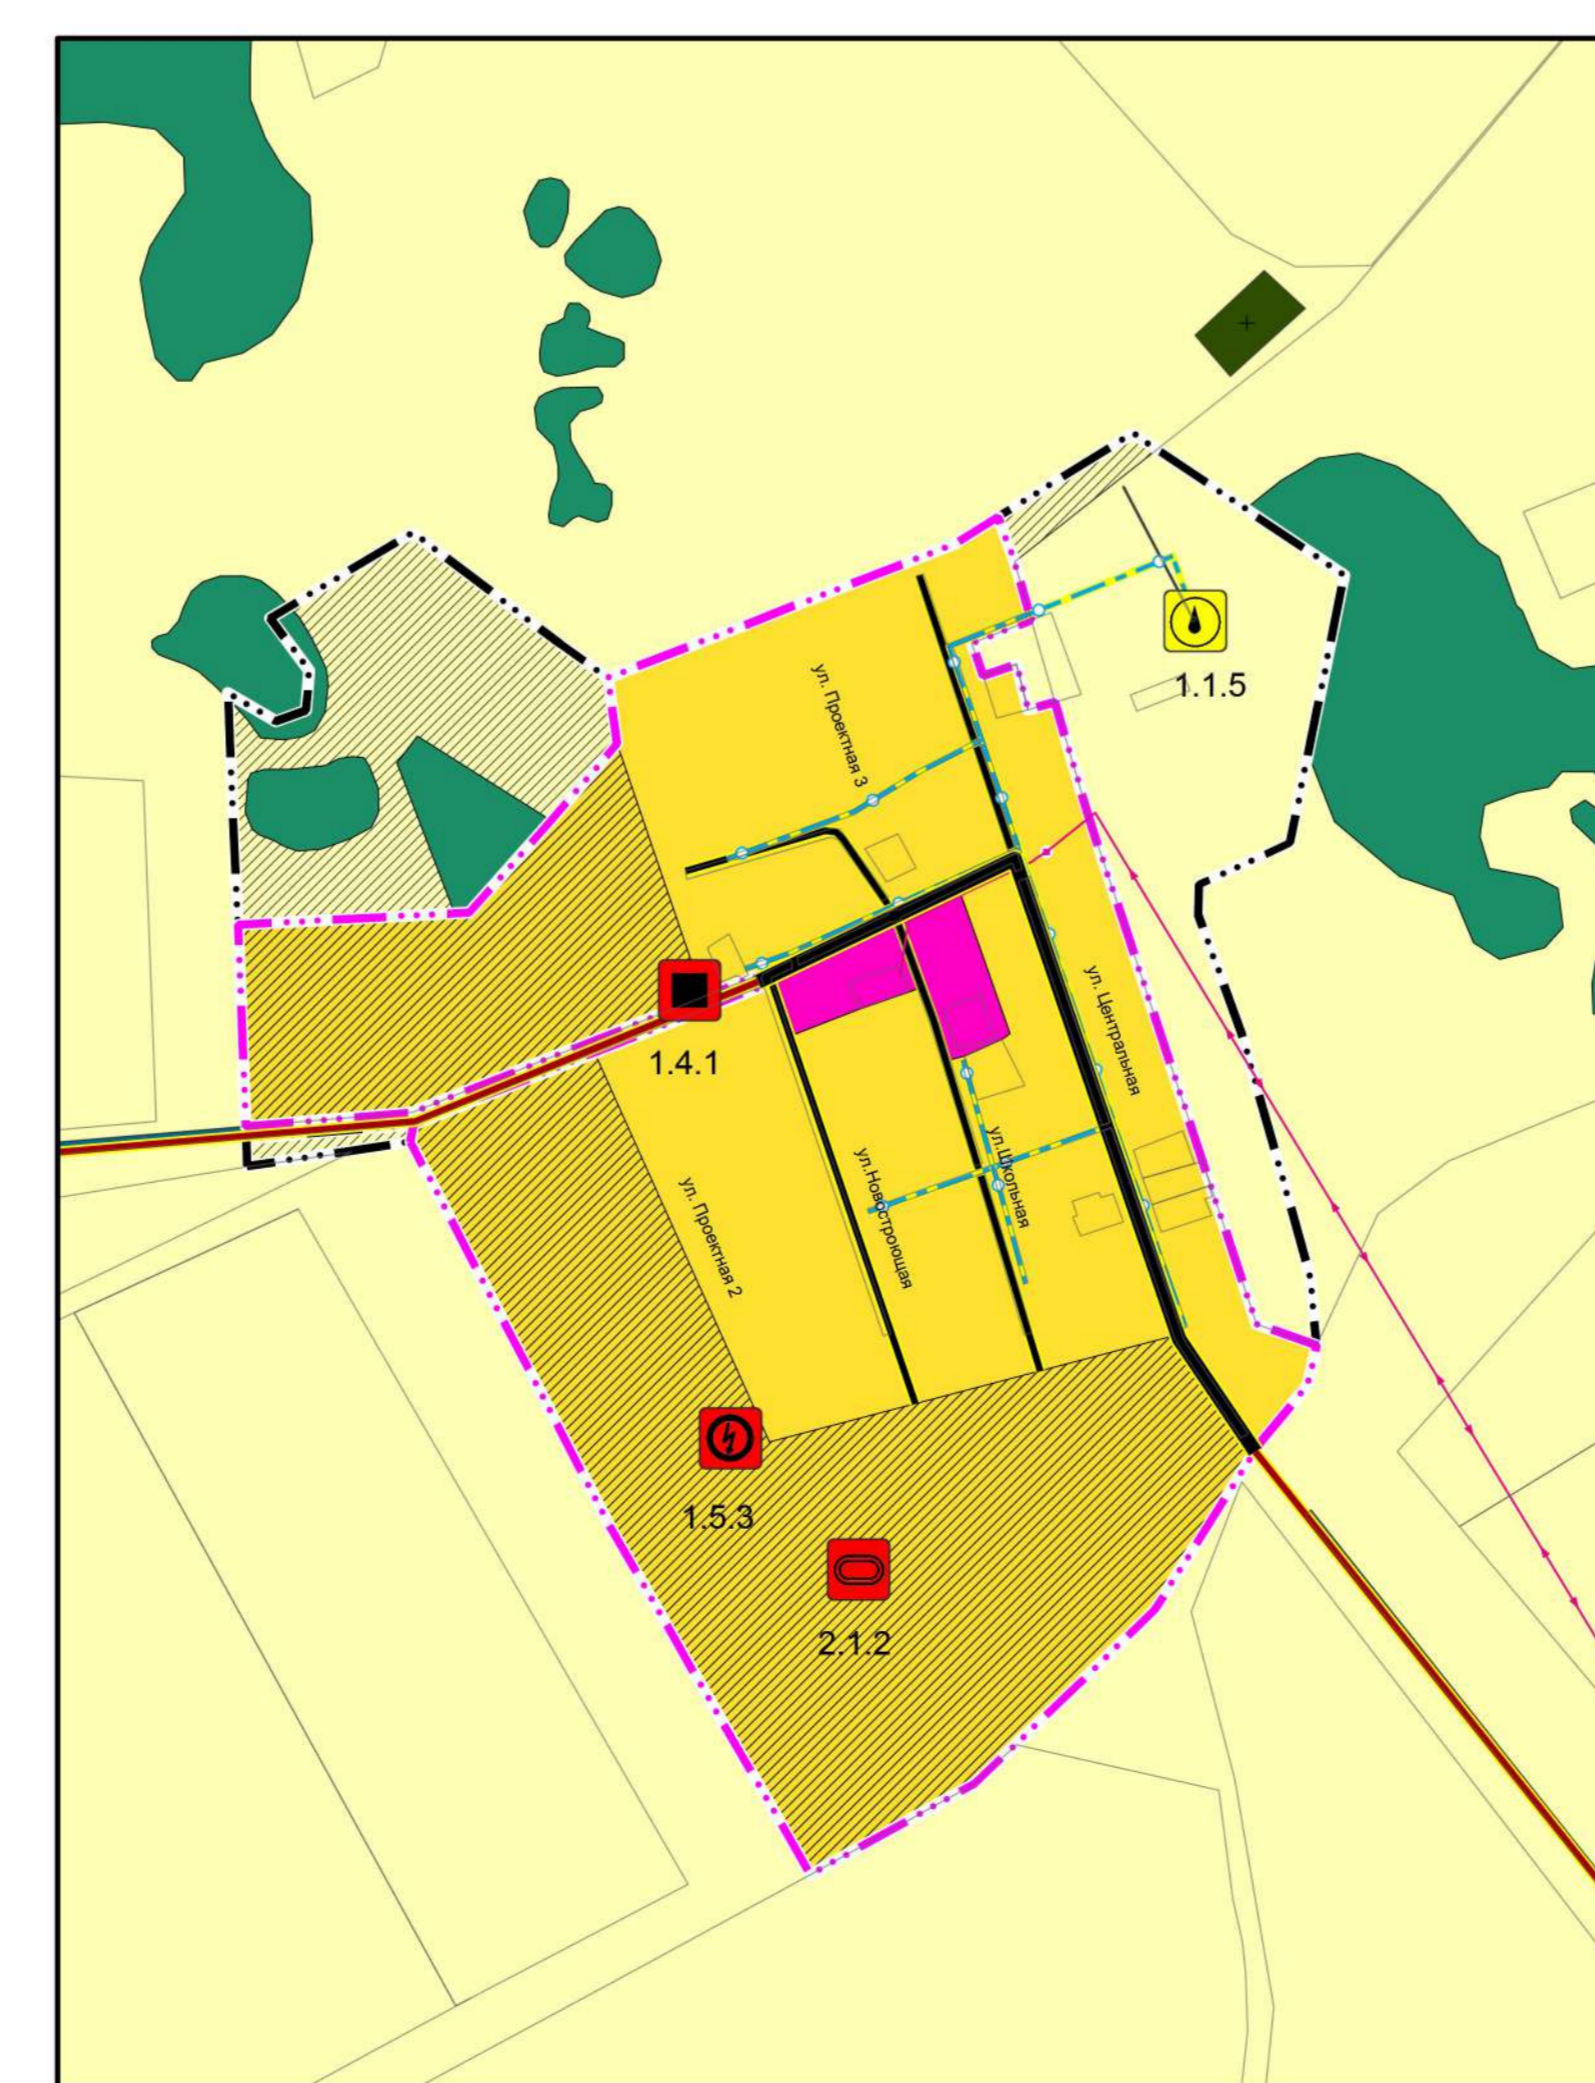 ул. Проектная 3
1.1.5
1.4.1
ул. Центральная
ул.Школьная
ул.Новостроющая
ул. Проектная 2
1.5.3
2.1.2